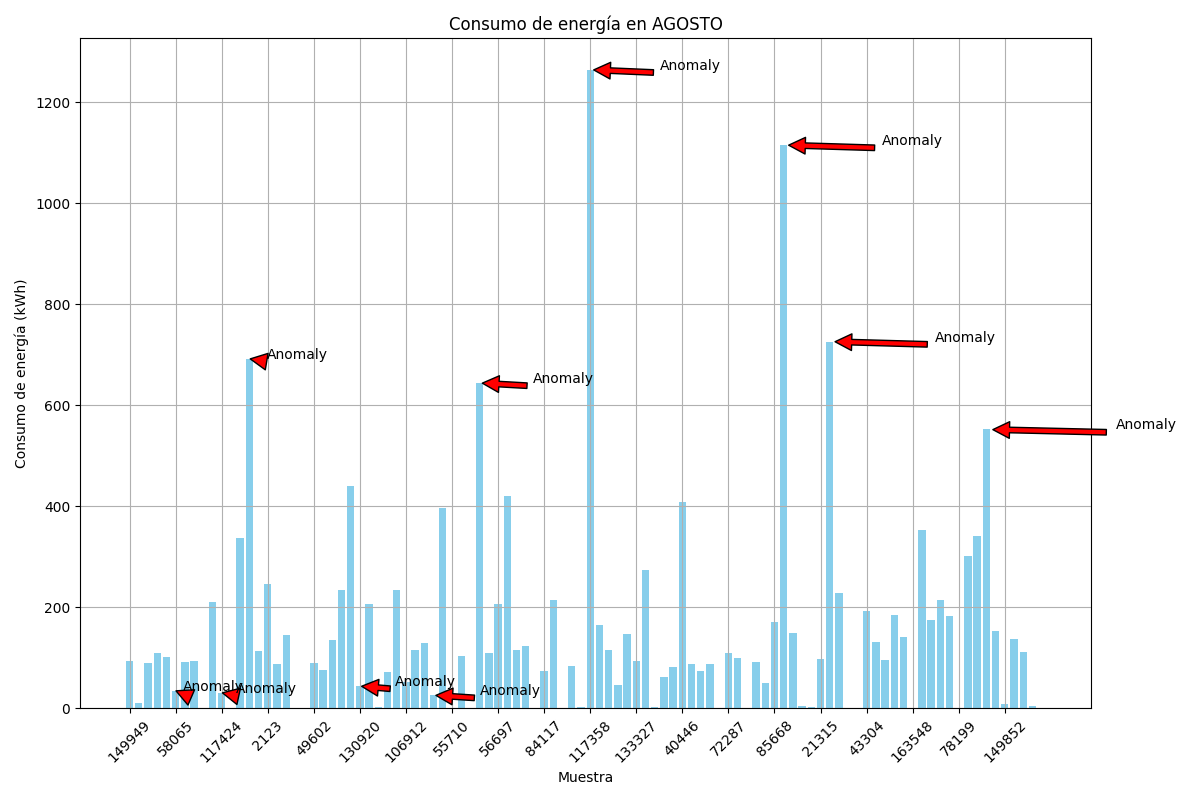 Consumo de energía en AGOSTO
Anomaly
Anomaly
Anomaly
Anomaly
Anomaly
Anomaly
Anomaly
Anomaly
Anomaly
Anomaly
1200
1000
800
600
400
200
0
Consumo de energía (kWh)
149949 58065 117424 2123 49602 130920 106912 55710 56697 84117 117358 133327 40446 72287 85668 21315 43304 163548 78199 149852
Muestra